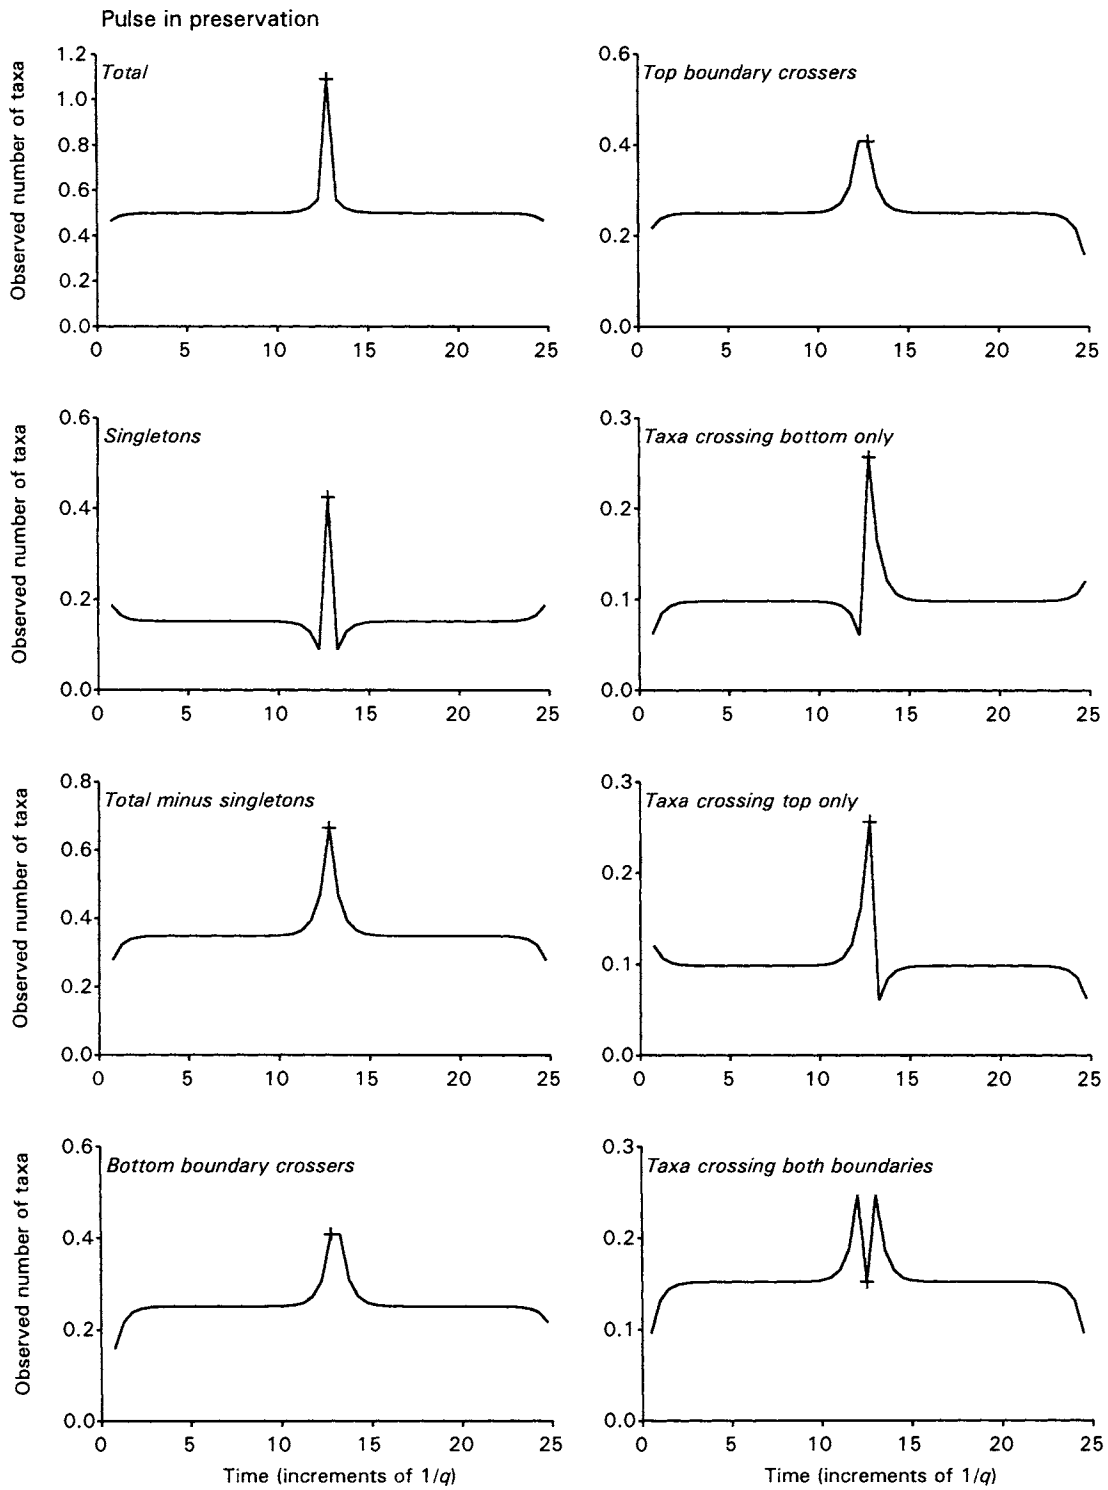 Pulse in preservation
Observed number of taxa
Total
1.2
1.0
0.8
0.6
0.4
0.2
0.0
0 5 10 15 20 25
Top boundary crossers
0.6
0.4
0.2
0.0
0 5 10 15 20 25
Observed number of taxa
Singletons
0.6
0.4
0.2
0.0
0 5 10 15 20 25
Taxa crossing bottom only
0.3
0.2
0.1
0.0
0 5 10 15 20 25
Observed number of taxa
Total minus singletons
0.8
0.6
0.4
0.2
0.0
0 5 10 15 20 25
Taxa crossing top only
0.3
0.2
0.1
0.0
0 5 10 15 20 25
Observed number of taxa
Bottom boundary crossers
0.6
0.4
0.2
0.0
0 5 10 15 20 25
Time (increments of 1/q)
Taxa crossing both boundaries
0.3
0.2
0.1
0.0
0 5 10 15 20 25
Time (increments of 1/q)